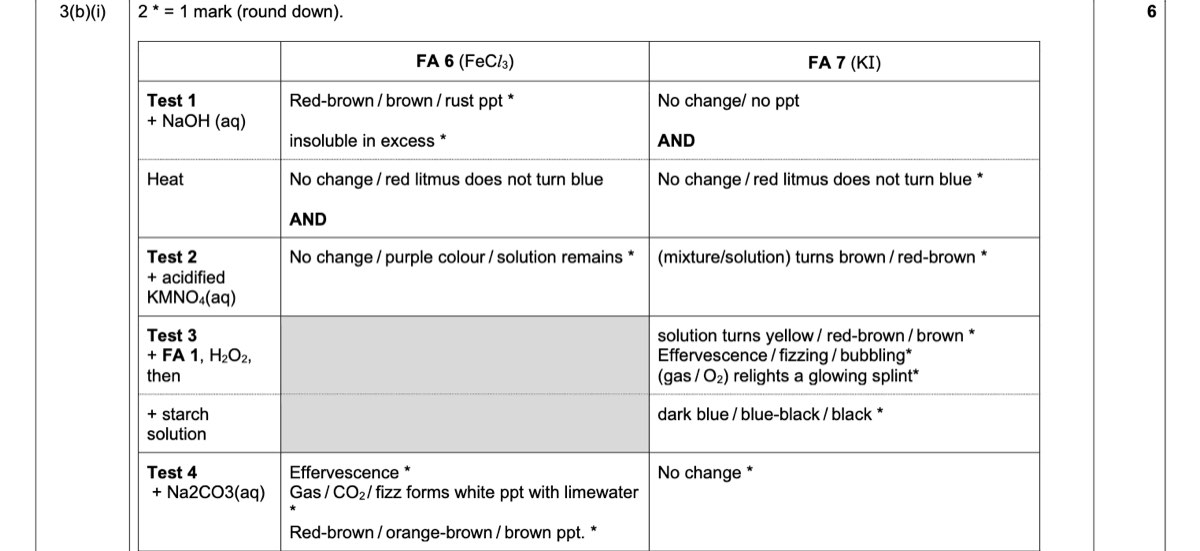 3(b)(i) 2 * = 1 mark (round down). 6
FA 6 (FeCl₃) FA 7 (KI)
Test 1
+ NaOH (aq)
Red-brown / brown / rust ppt *
insoluble in excess *
No change/ no ppt
AND
Heat
No change / red litmus does not turn blue
AND
No change / red litmus does not turn blue *
Test 2
+ acidified
KMNO₄(aq)
No change / purple colour / solution remains *
(mixture/solution) turns brown / red-brown *
Test 3
+ FA 1, H₂O₂,
then
solution turns yellow / red-brown / brown *
Effervescence / fizzing / bubbling*
(gas / O₂) relights a glowing splint*
+ starch
solution
dark blue / blue-black / black *
Test 4
+ Na2CO3(aq)
Effervescence *
Gas / CO₂/ fizz forms white ppt with limewater
*
Red-brown / orange-brown / brown ppt. *
No change *